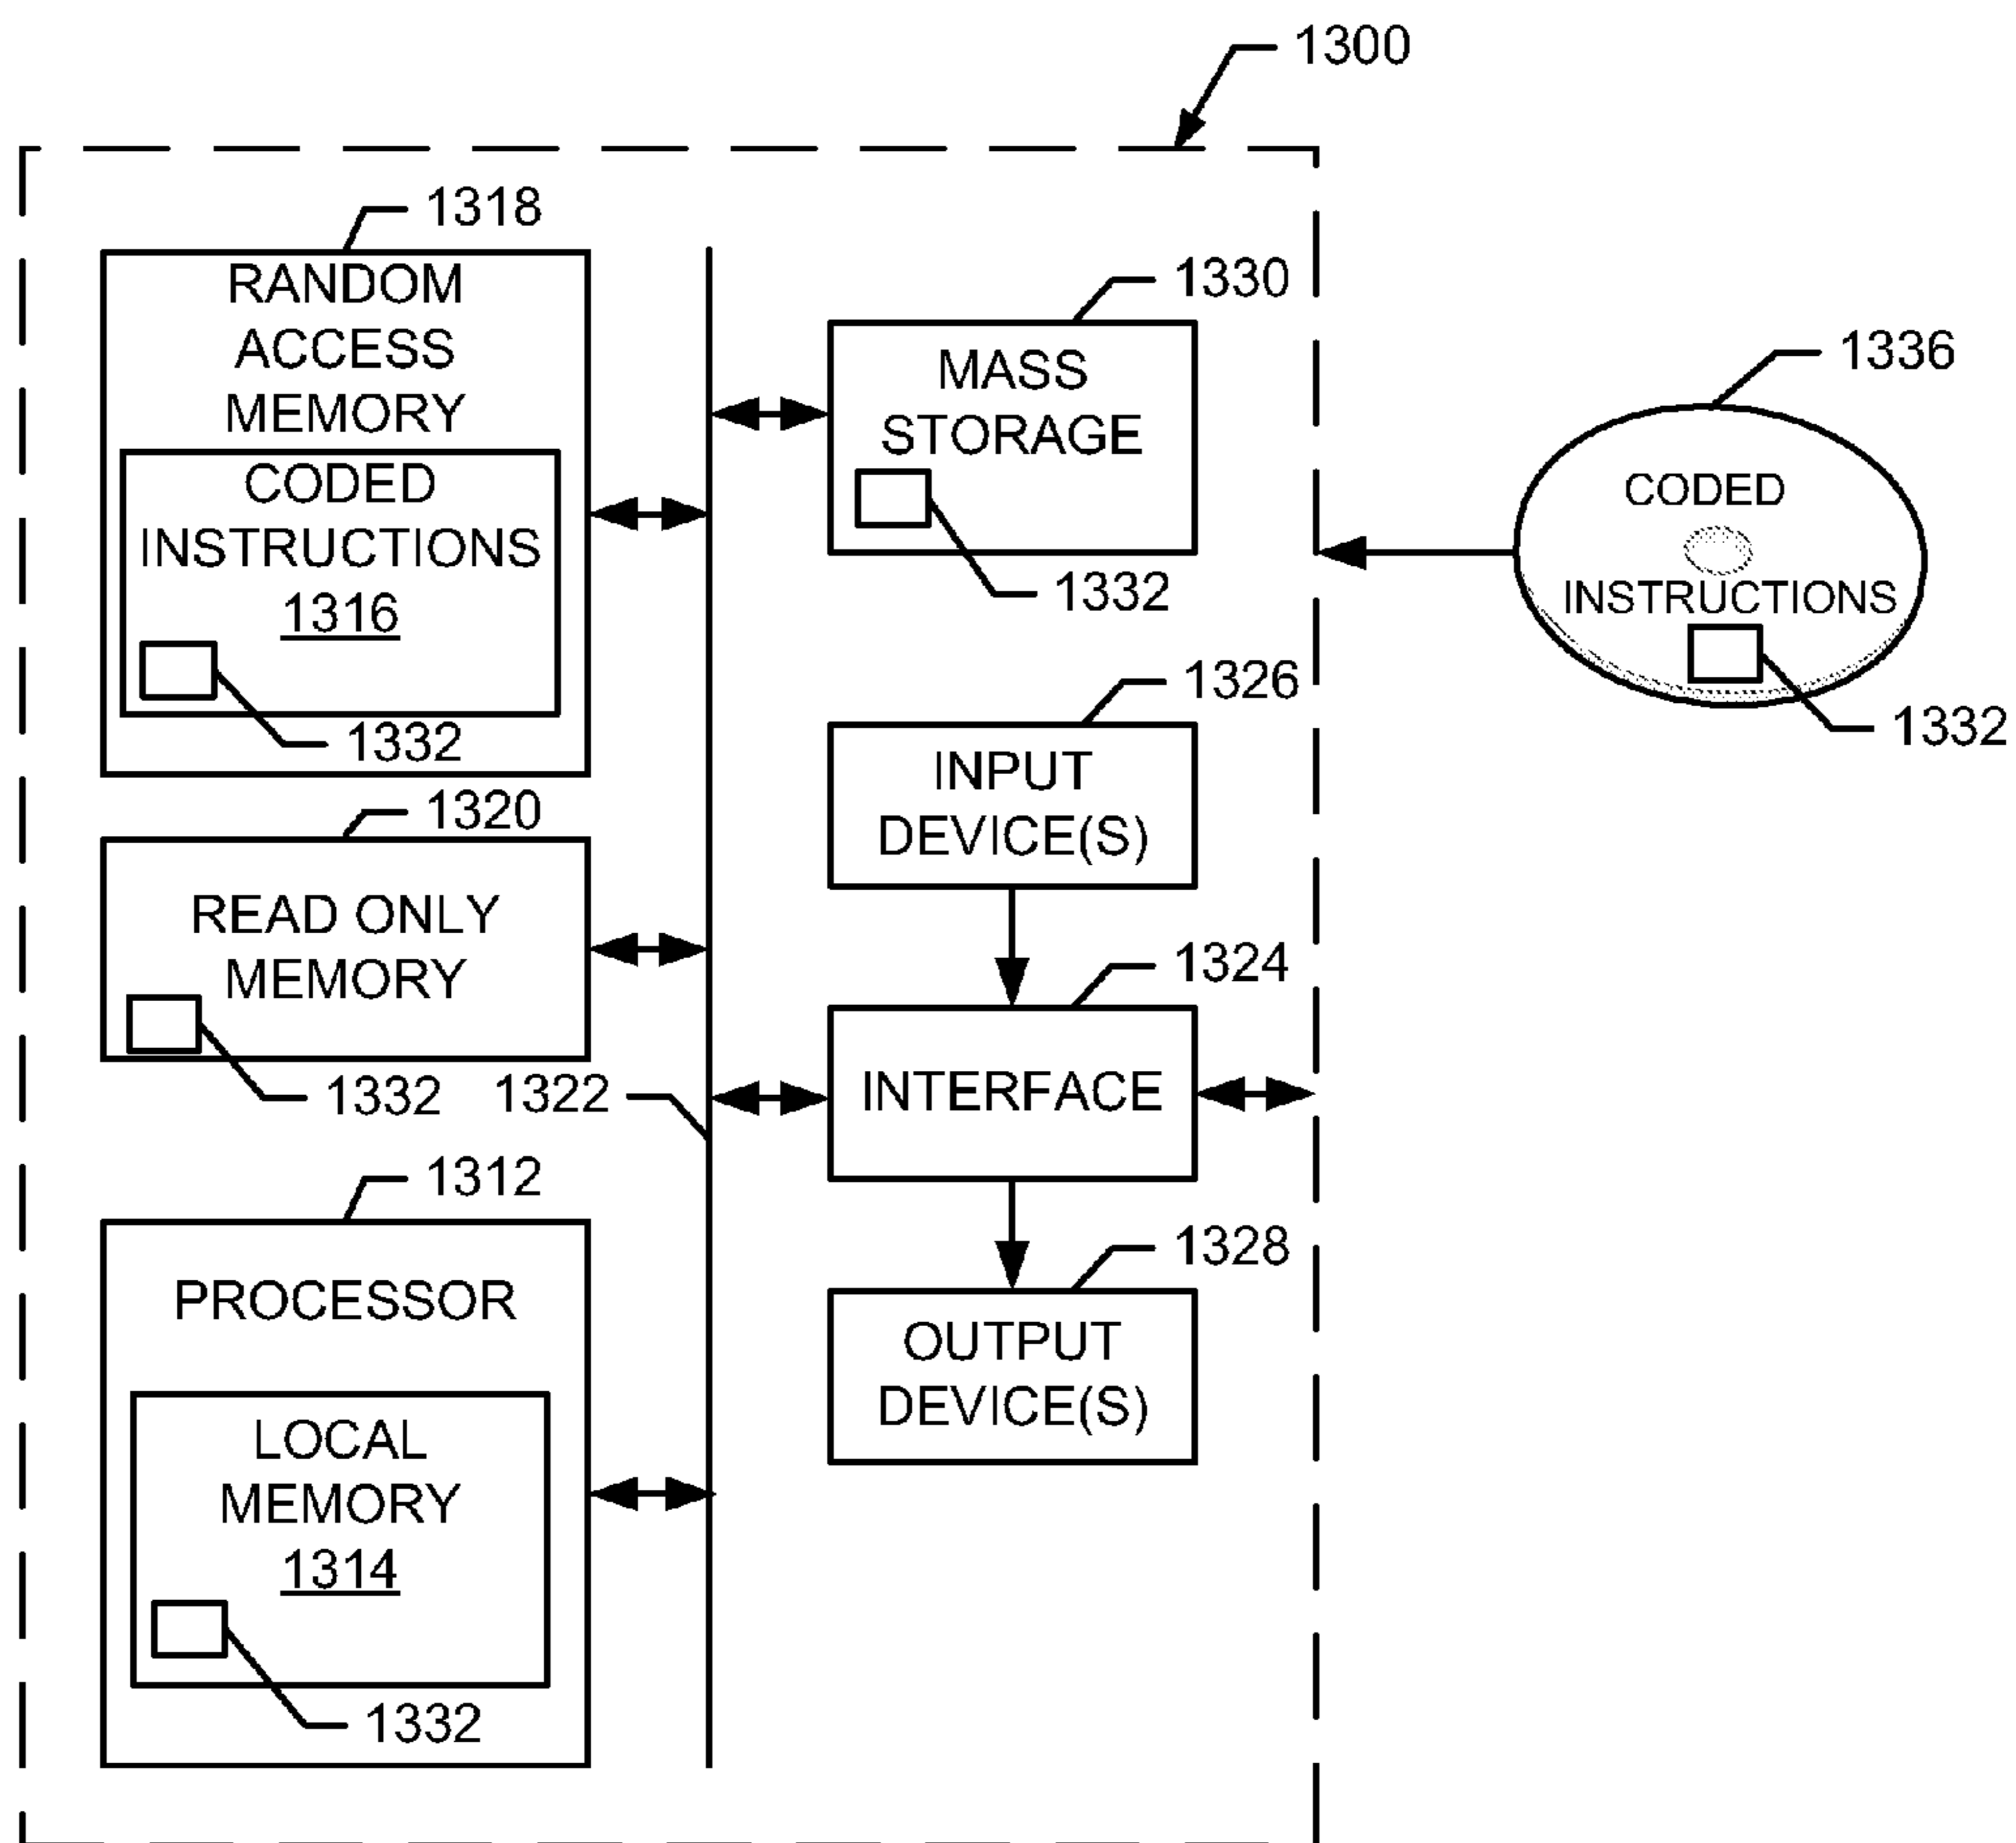 1300
1318
RANDOM
ACCESS
MEMORY
CODED
INSTRUCTIONS
1316
1332
1320
READ ONLY
MEMORY
1332
1322
1312
PROCESSOR
LOCAL
MEMORY
1314
1332
1330
MASS
STORAGE
1332
1326
INPUT
DEVICE(S)
1324
INTERFACE
1328
OUTPUT
DEVICE(S)
1336
CODED
INSTRUCTIONS
1332